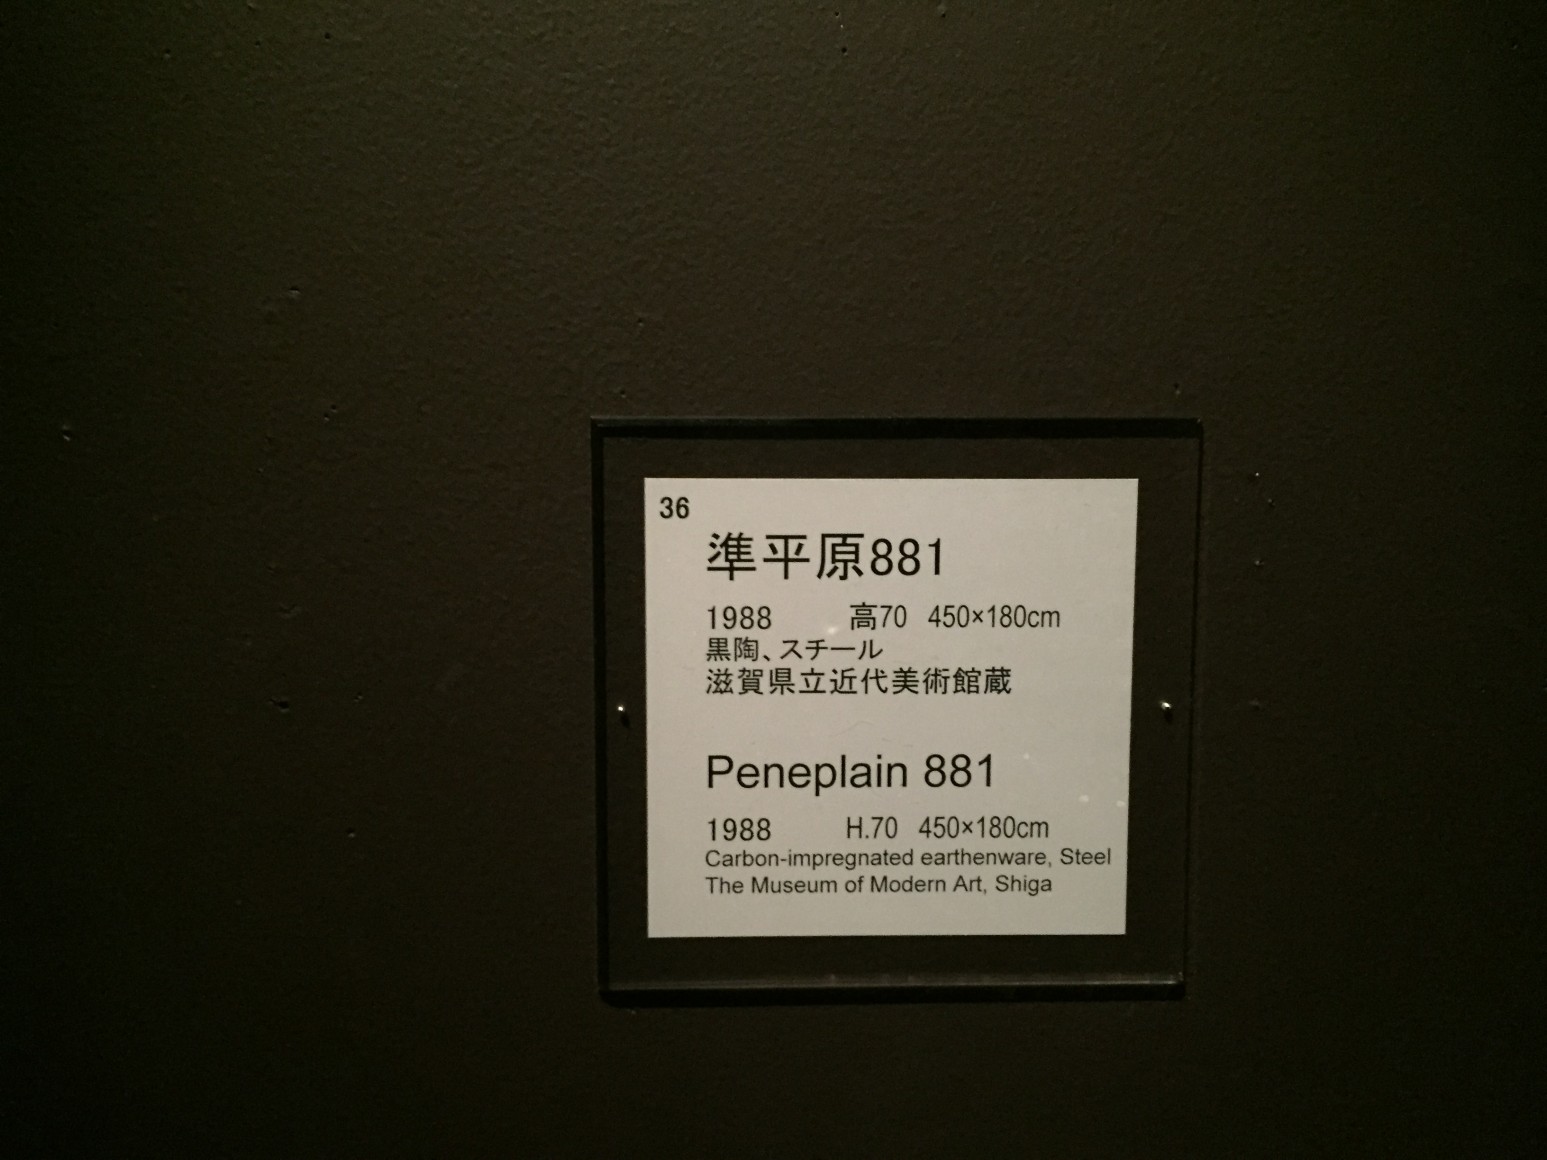 36
準平原881
1988 高70 450×180cm
黒陶、スチール
滋賀県立近代美術館蔵
Peneplain 881
1988 H.70 450×180cm
Carbon-impregnated earthenware, Steel
The Museum of Modern Art, Shiga